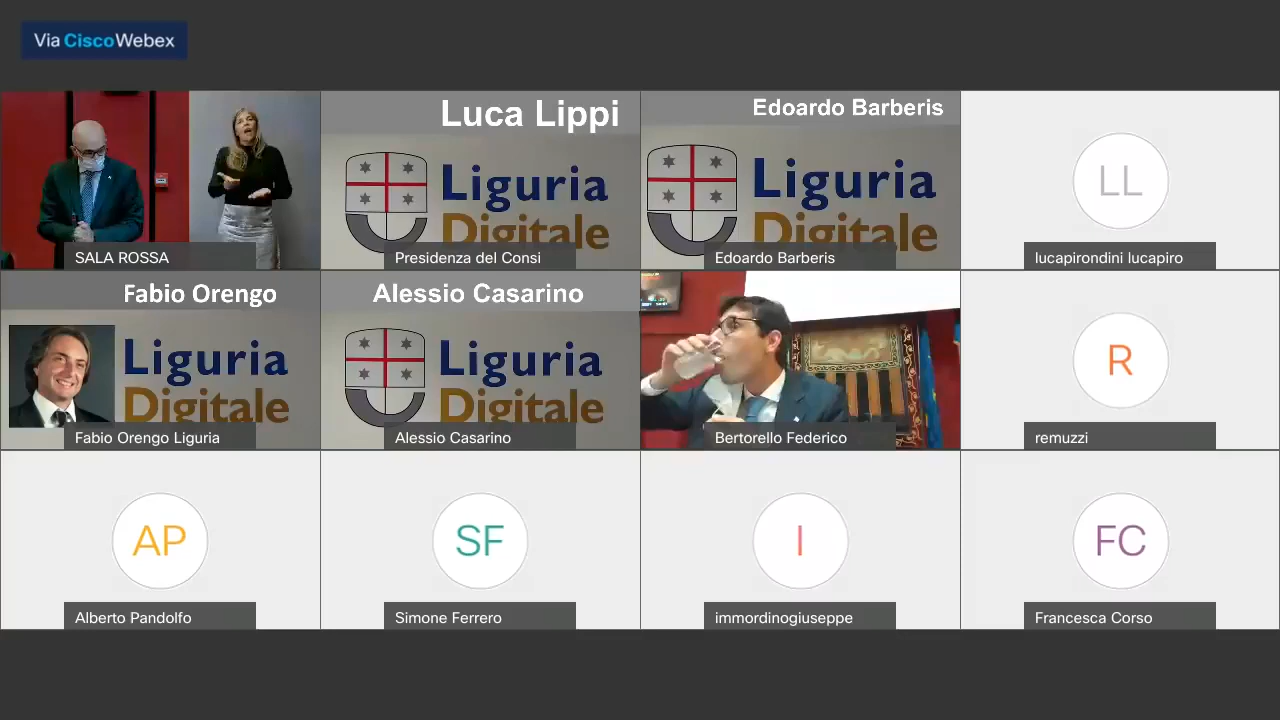 Via Cisco Webex
SALA ROSSA
Luca Lippi
Liguria
Digitale
Presidenza del Consi
Edoardo Barberis
Liguria
Digitale
Edoardo Barberis
LL
lucapirondini lucapiro
Fabio Orengo
Liguria
Digitale
Fabio Orengo Liguria
Alessio Casarino
Liguria
Digitale
Alessio Casarino
Bertorello Federico
R
remuzzi
AP
Alberto Pandolfo
SF
Simone Ferrero
I
immordinogiuseppe
FC
Francesca Corso